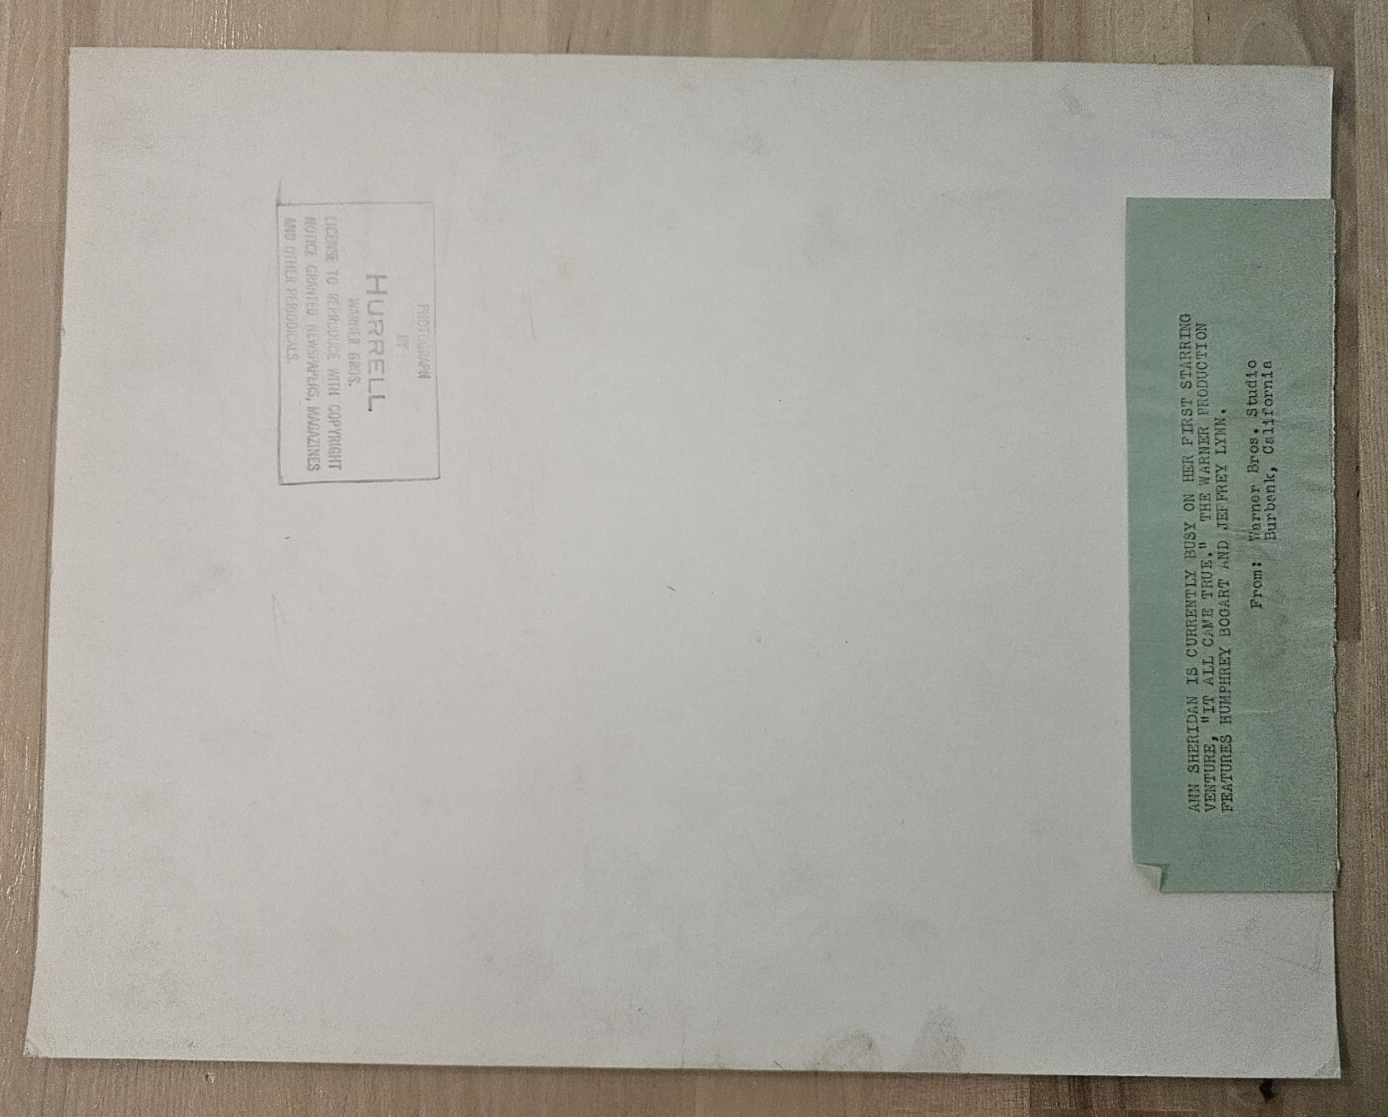 PHOTOGRAPH
BY
HURRELL
WARNER BROS.
LICENSE TO REPRODUCE WITH COPYRIGHT
NOTICE GRANTED NEWSPAPERS, MAGAZINES
AND OTHER PERIODICALS.
ANN SHERIDAN IS CURRENTLY BUSY ON HER FIRST STARRING
VENTURE, "IT ALL CAME TRUE." THE WARNER PRODUCTION
FEATURES HUMPHREY BOGART AND JEFFREY LYNN.
From: Warner Bros. Studio
Burbank, California